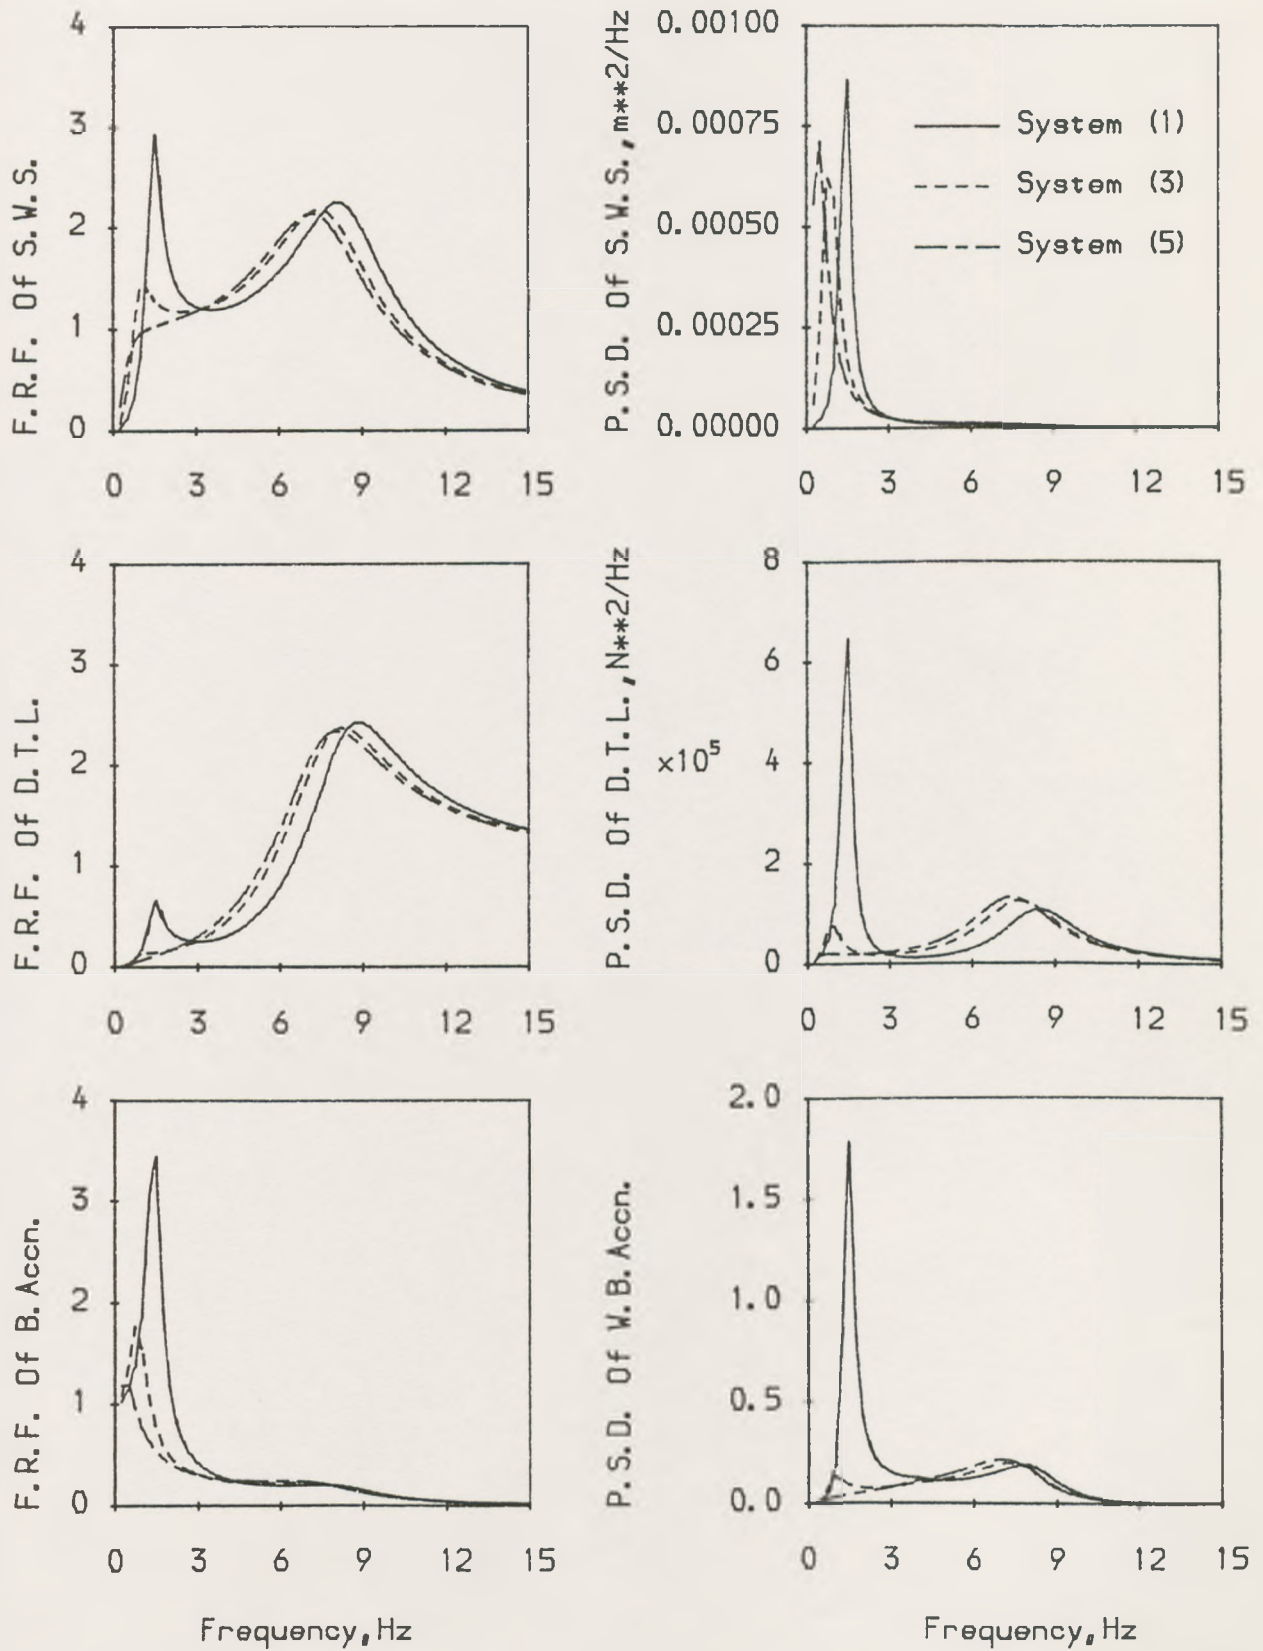 F.R.F. Of S.W.S.
4
3
2
1
0
0 3 6 9 12 15
P.S.D. Of S.W.S., m**2/Hz
0.00100
0.00075
0.00050
0.00025
0.00000
System (1)
System (3)
System (5)
0 3 6 9 12 15
F.R.F. Of D.T.L.
4
3
2
1
0
0 3 6 9 12 15
P.S.D. Of D.T.L., N**2/Hz
×10⁵
8
6
4
2
0
0 3 6 9 12 15
F.R.F. Of B.Accn.
4
3
2
1
0
0 3 6 9 12 15
Frequency, Hz
P.S.D. Of W.B.Accn.
2.0
1.5
1.0
0.5
0.0
0 3 6 9 12 15
Frequency, Hz